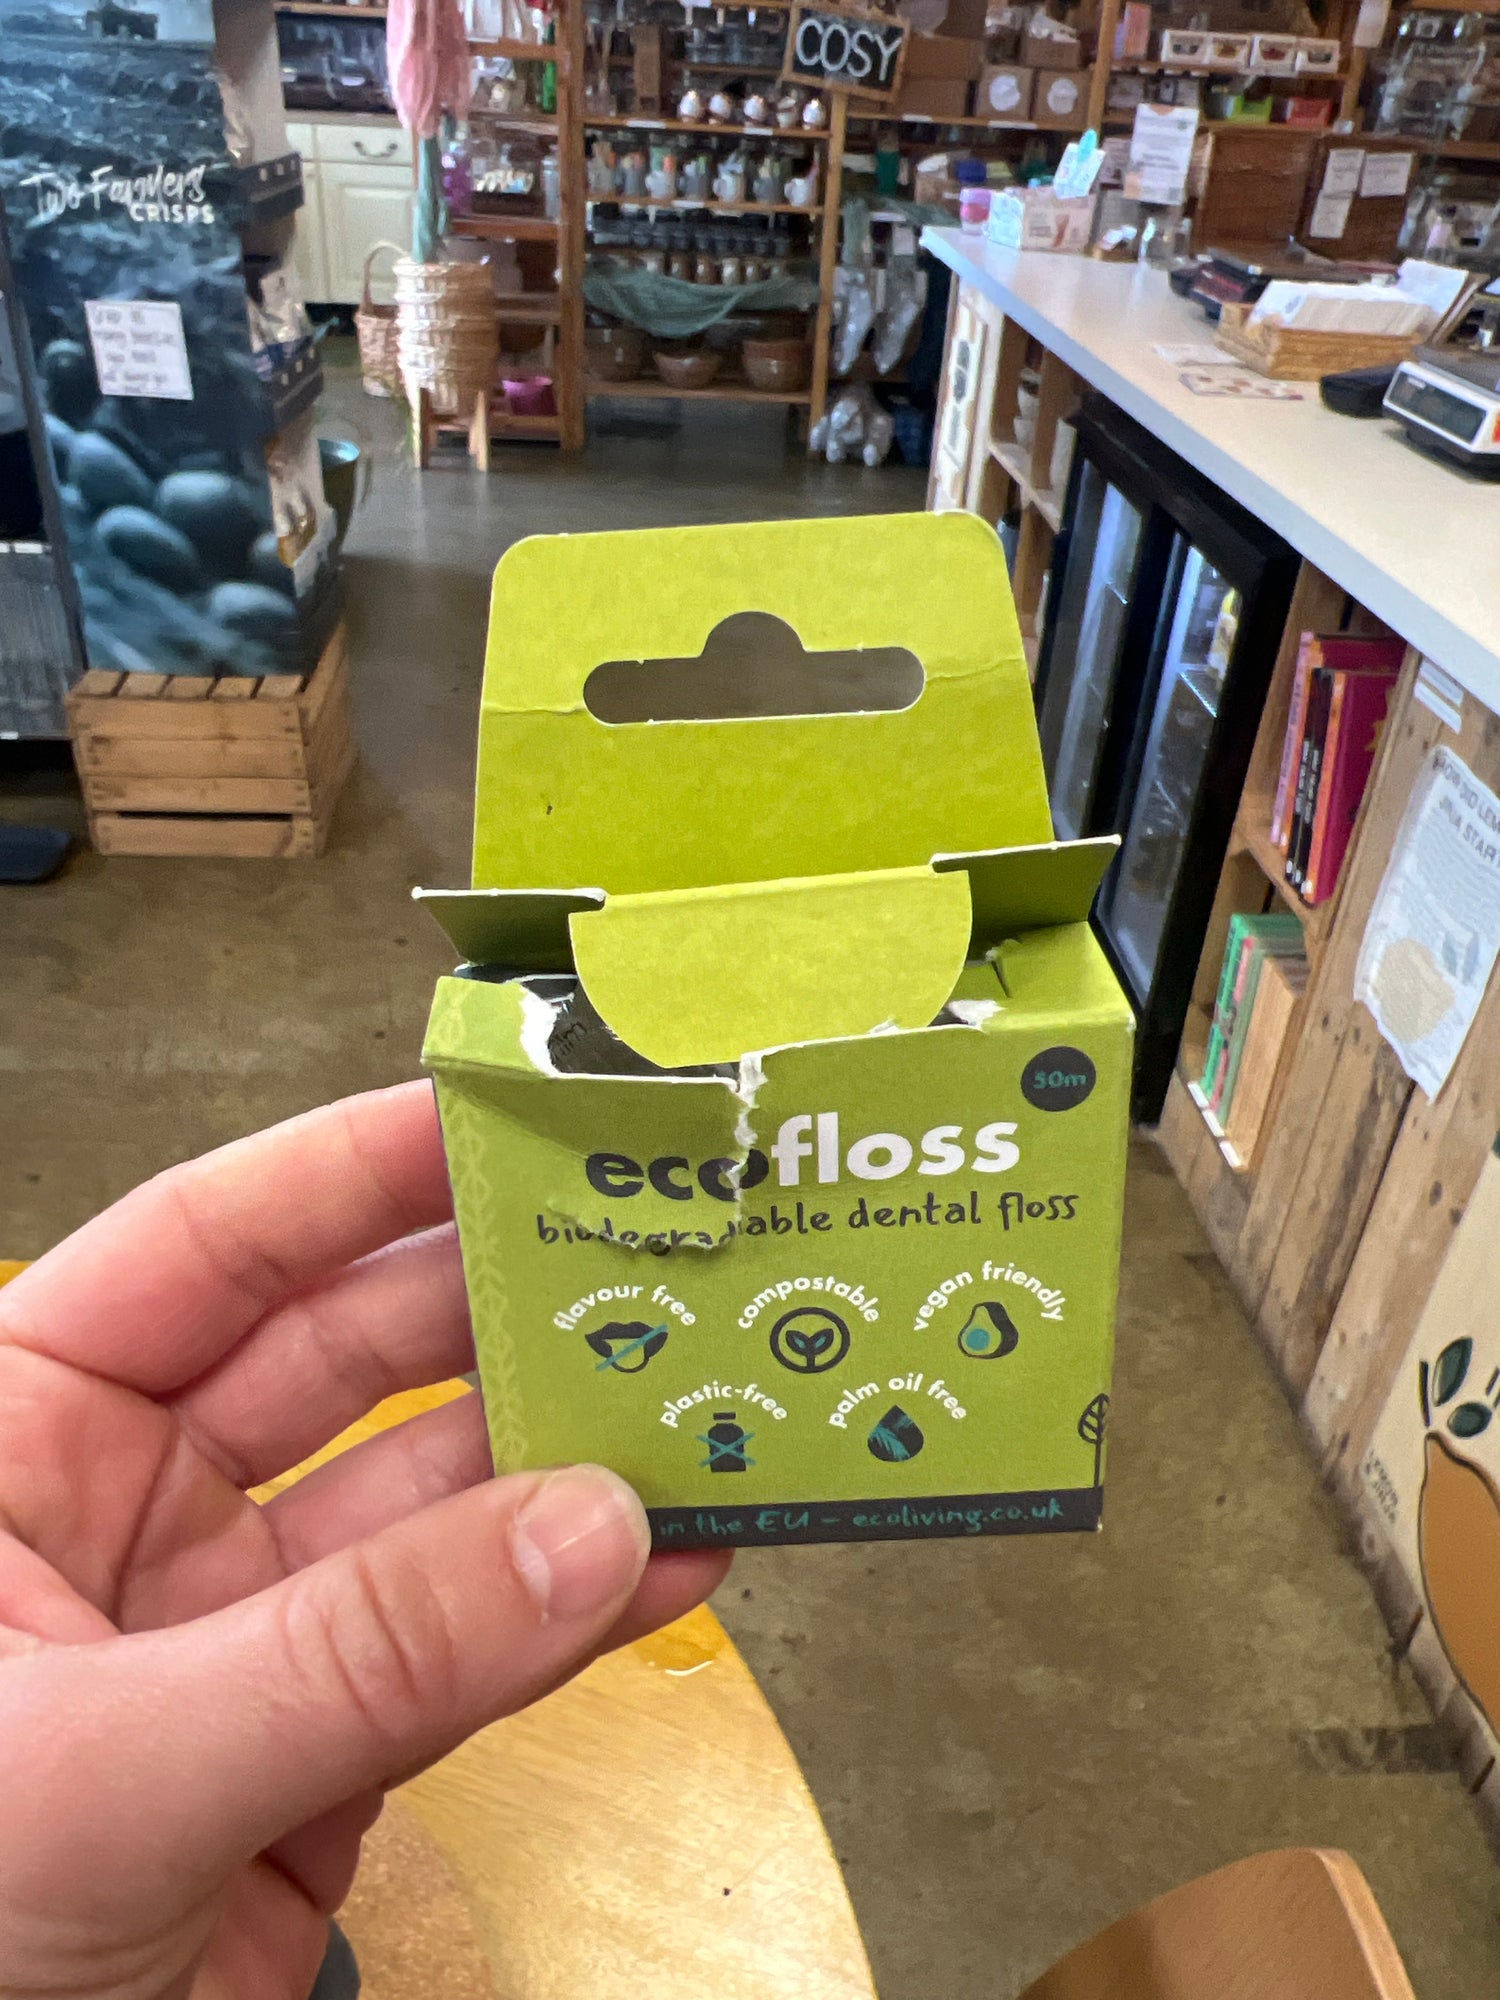 COSY
Two Farmers
CRISPS
50m
ecofloss
biodegradable dental floss
flavour free
compostable
vegan friendly
plastic-free
palm oil free
in the EU – ecoliving.co.uk